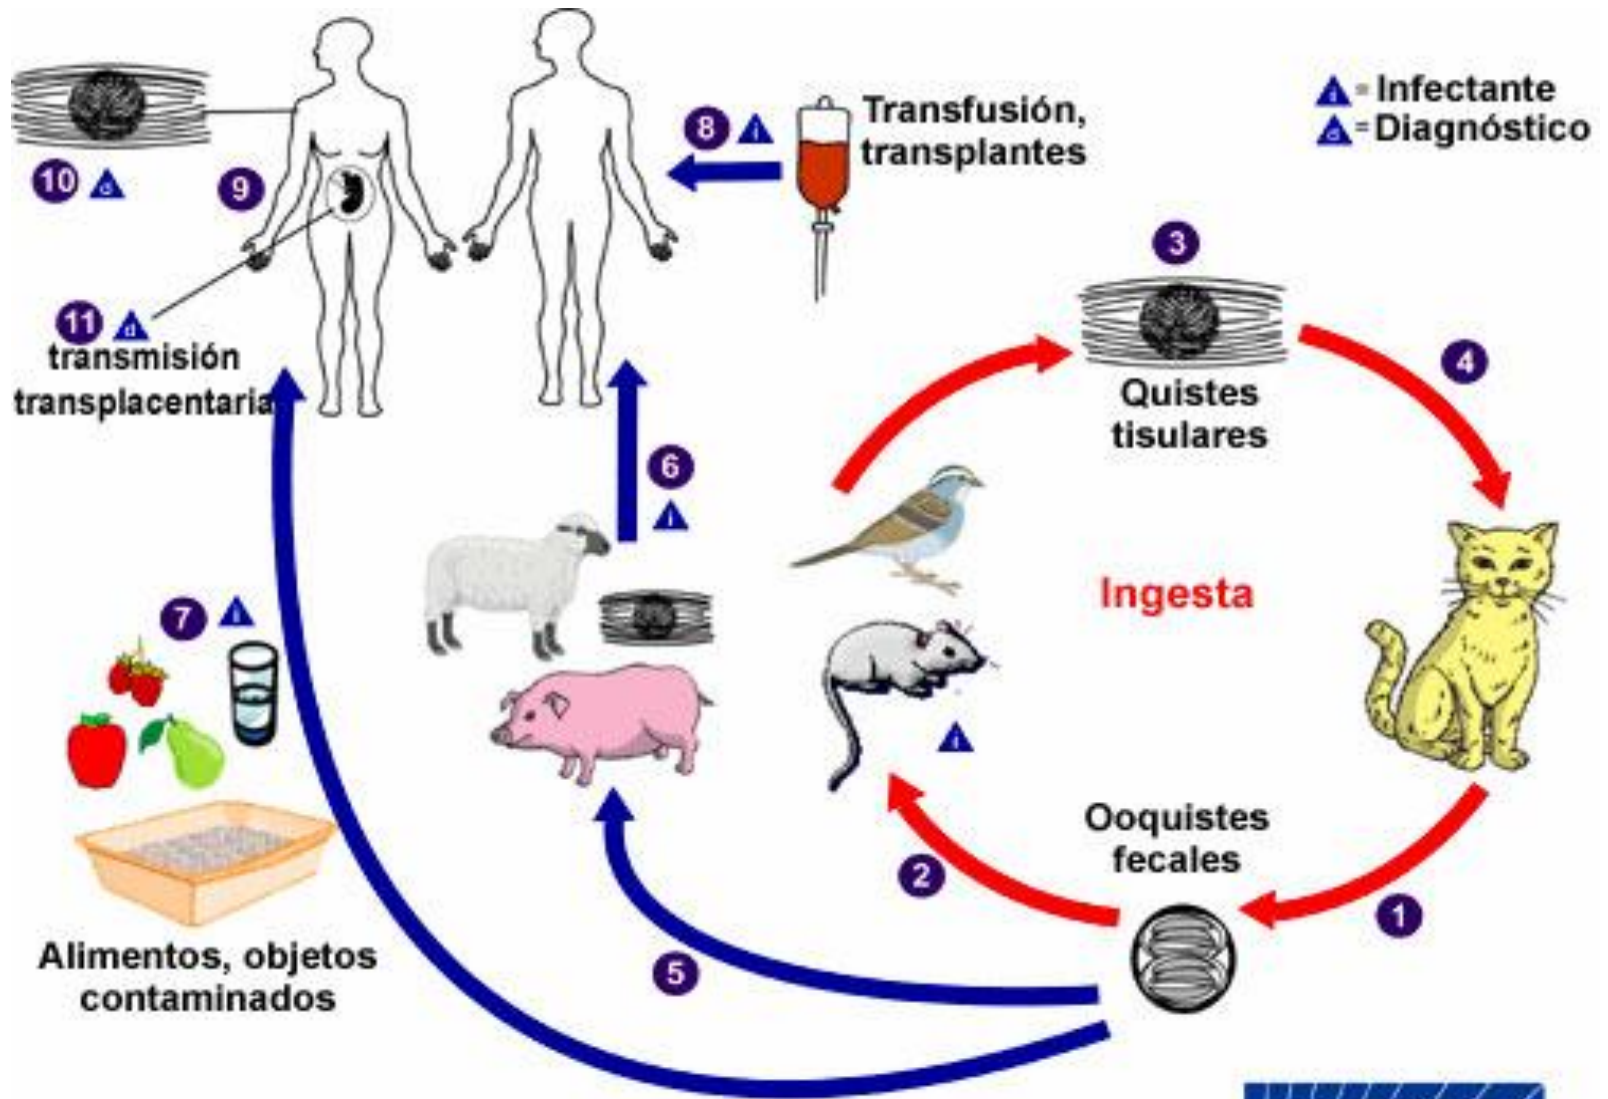 = Infectante
= Diagnóstico
i
d
Transfusión,
transplantes
8 i
10 d
9
11 d
transmisión
transplacentaria
3
Quistes
tisulares
4
6
i
Ingesta
7 i
i
Ooquistes
fecales
2
1
5
Alimentos, objetos
contaminados